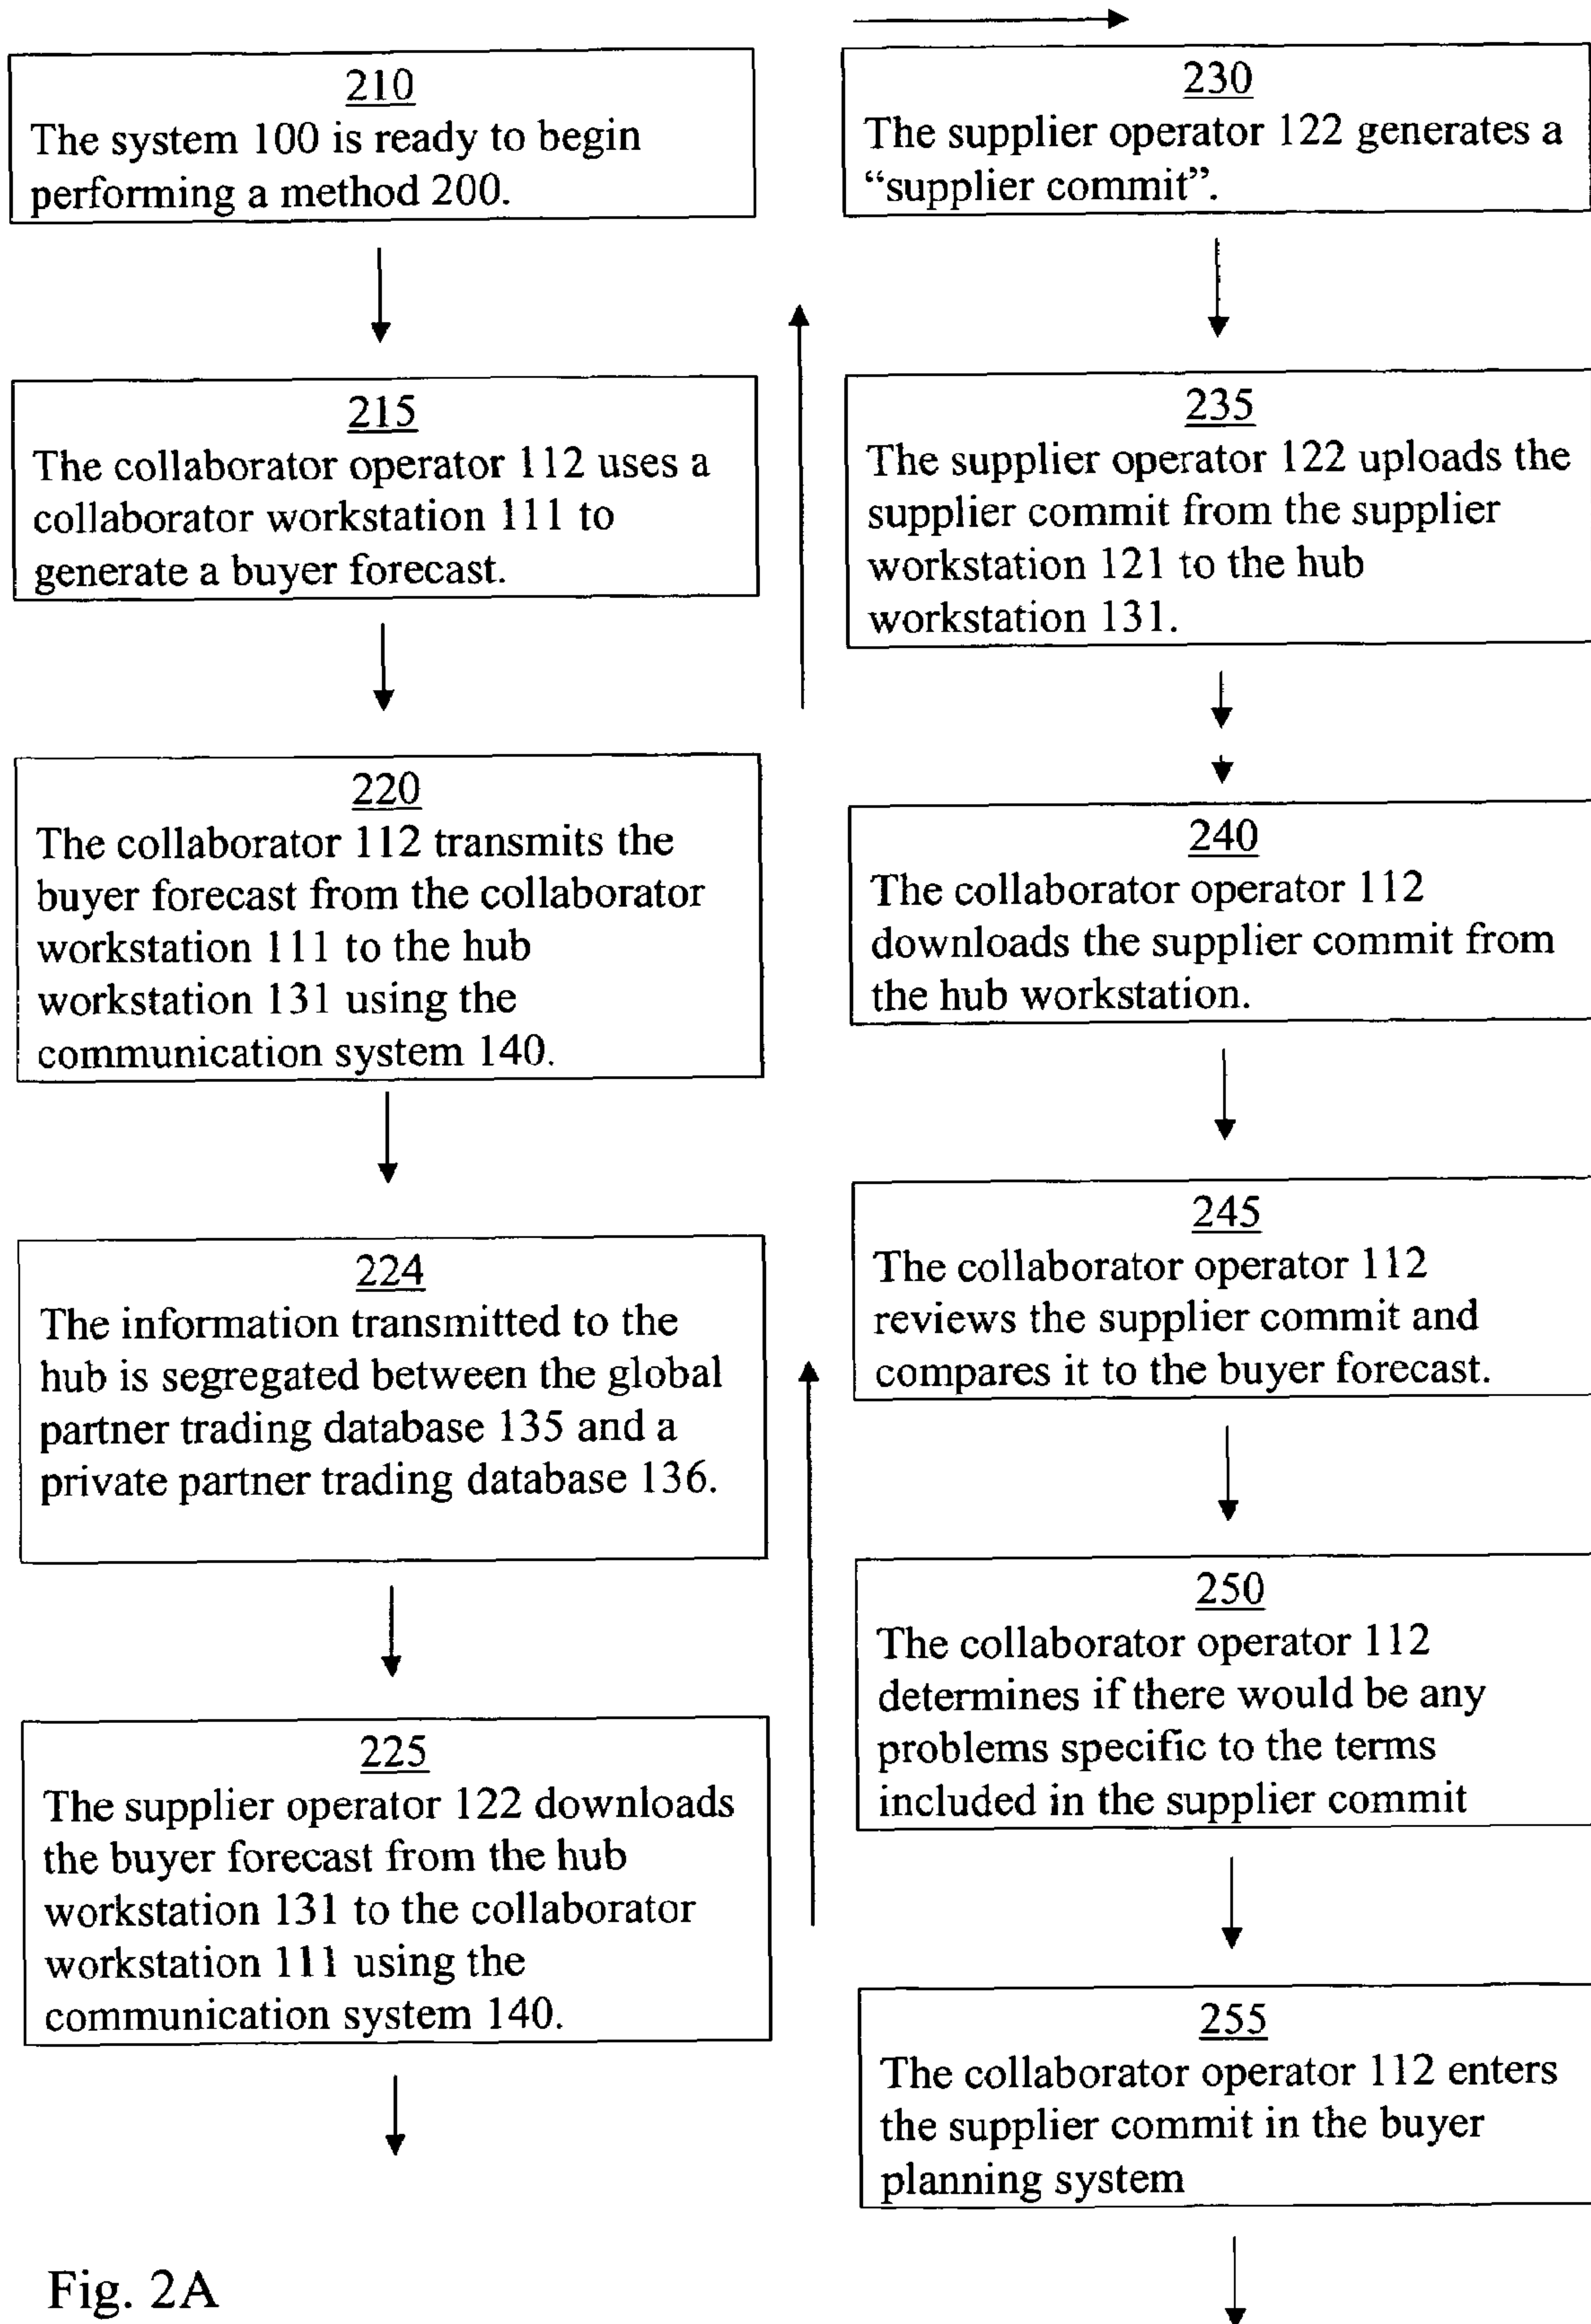 210
The system 100 is ready to begin
performing a method 200.
215
The collaborator operator 112 uses a
collaborator workstation 111 to
generate a buyer forecast.
220
The collaborator 112 transmits the
buyer forecast from the collaborator
workstation 111 to the hub
workstation 131 using the
communication system 140.
224
The information transmitted to the
hub is segregated between the global
partner trading database 135 and a
private partner trading database 136.
225
The supplier operator 122 downloads
the buyer forecast from the hub
workstation 131 to the collaborator
workstation 111 using the
communication system 140.
230
The supplier operator 122 generates a
“supplier commit”.
235
The supplier operator 122 uploads the
supplier commit from the supplier
workstation 121 to the hub
workstation 131.
240
The collaborator operator 112
downloads the supplier commit from
the hub workstation.
245
The collaborator operator 112
reviews the supplier commit and
compares it to the buyer forecast.
250
The collaborator operator 112
determines if there would be any
problems specific to the terms
included in the supplier commit
255
The collaborator operator 112 enters
the supplier commit in the buyer
planning system
Fig. 2A